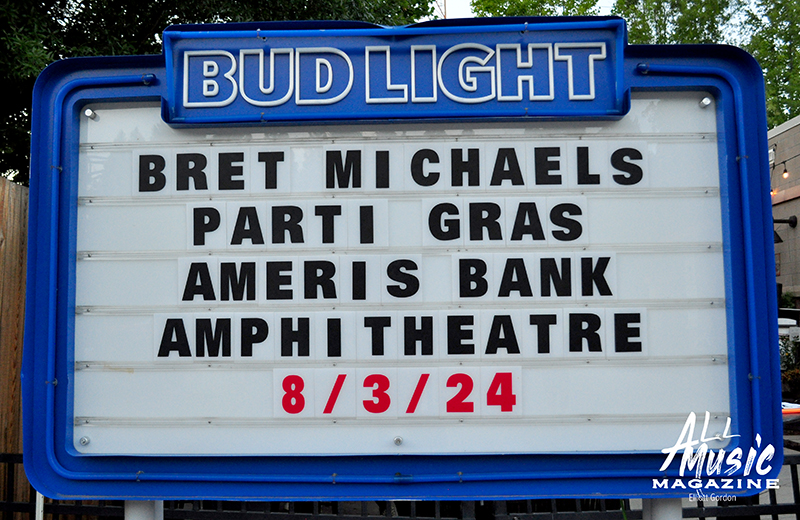 BUD LIGHT
BRET MICHAELS
PARTI GRAS
AMERIS BANK
AMPHITHEATRE
8/3/24
ALL
MUSIC
MAGAZINE
Elliott Gordon